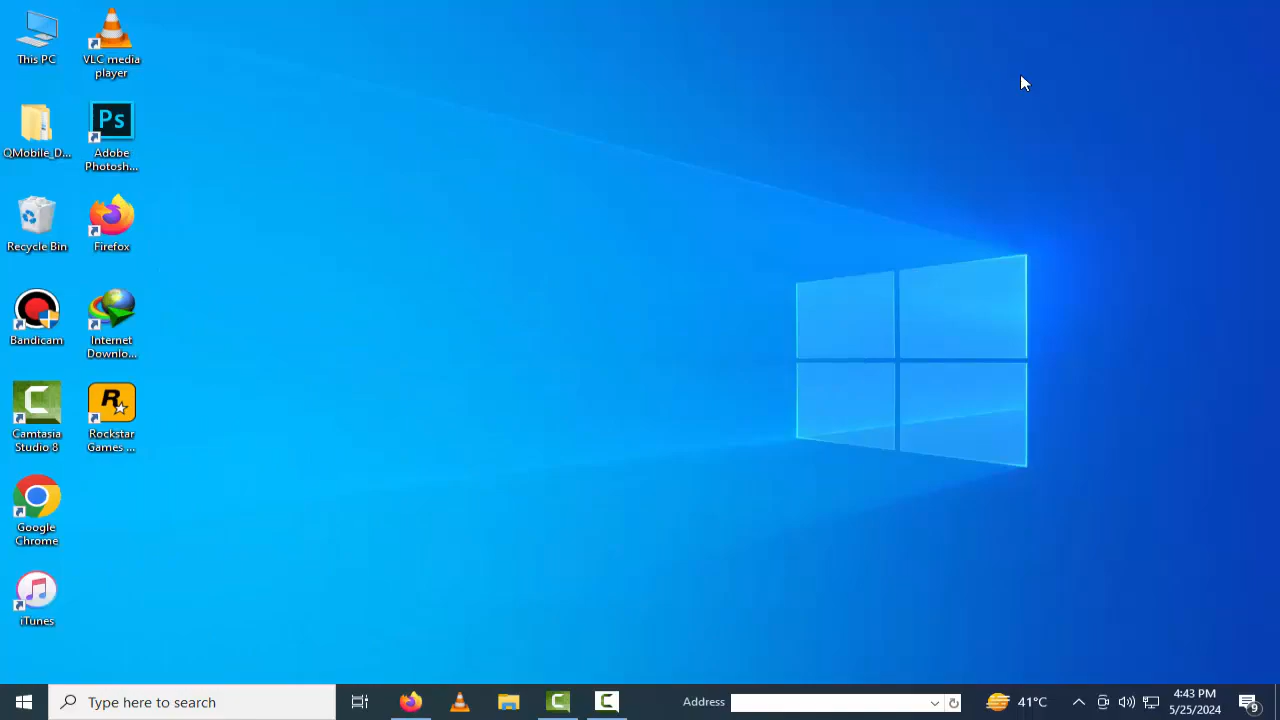 This PC
VLC media
player
QMobile_D...
Ps
Adobe
Photosh...
Recycle Bin
Firefox
Bandicam
Internet
Downlo...
Camtasia
Studio 8
R
Rockstar
Games ...
Google
Chrome
iTunes
Type here to search
Address
41°C
4:43 PM
5/25/2024
9